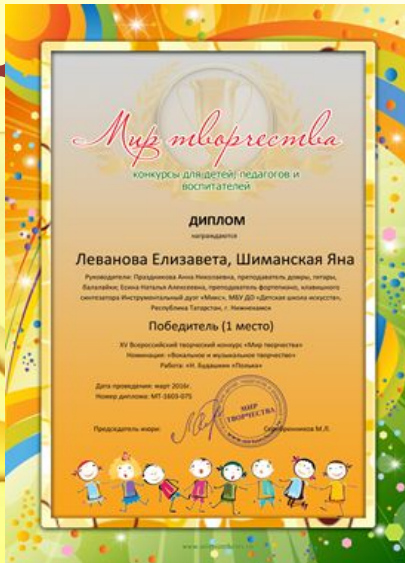 Мир творчества
конкурсы для детей, педагогов и
воспитателей
ДИПЛОМ
награждаются
Леванова Елизавета, Шиманская Яна
Руководители: Праздникова Анна Николаевна, преподаватель домры, гитары,
балалайки; Есина Наталья Алексеевна, преподаватель фортепиано, клавишного
синтезатора Инструментальный дуэт «Микс», МБУ ДО «Детская школа искусств»,
Республика Татарстан, г. Нижнекамск
Победитель (1 место)
XV Всероссийский творческий конкурс «Мир творчества»
Номинация: «Вокальное и музыкальное творчество»
Работа: «Н. Будашкин «Полька»
Дата проведения: март 2016г.
Номер диплома: МТ-1603-075
МИР
ТВОРЧЕСТВА
Председатель жюри:
Серебренников М.Л.